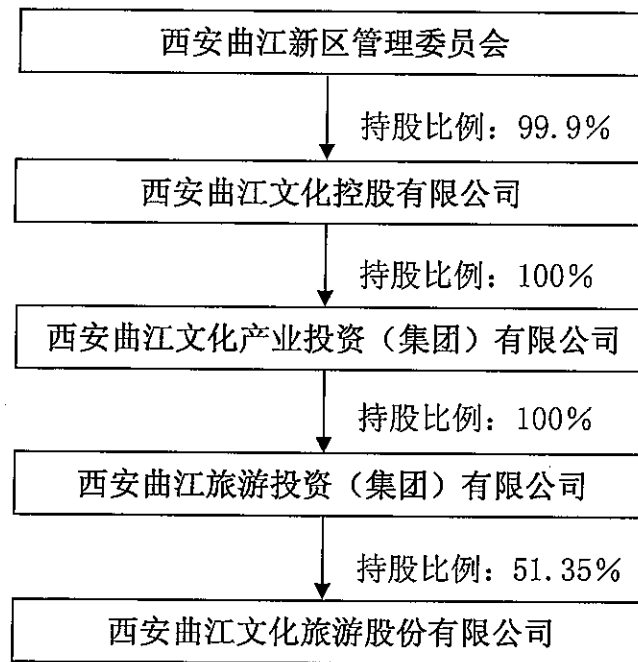 西安曲江新区管理委员会
持股比例：99.9%
西安曲江文化控股有限公司
持股比例：100%
西安曲江文化产业投资（集团）有限公司
持股比例：100%
西安曲江旅游投资（集团）有限公司
持股比例：51.35%
西安曲江文化旅游股份有限公司